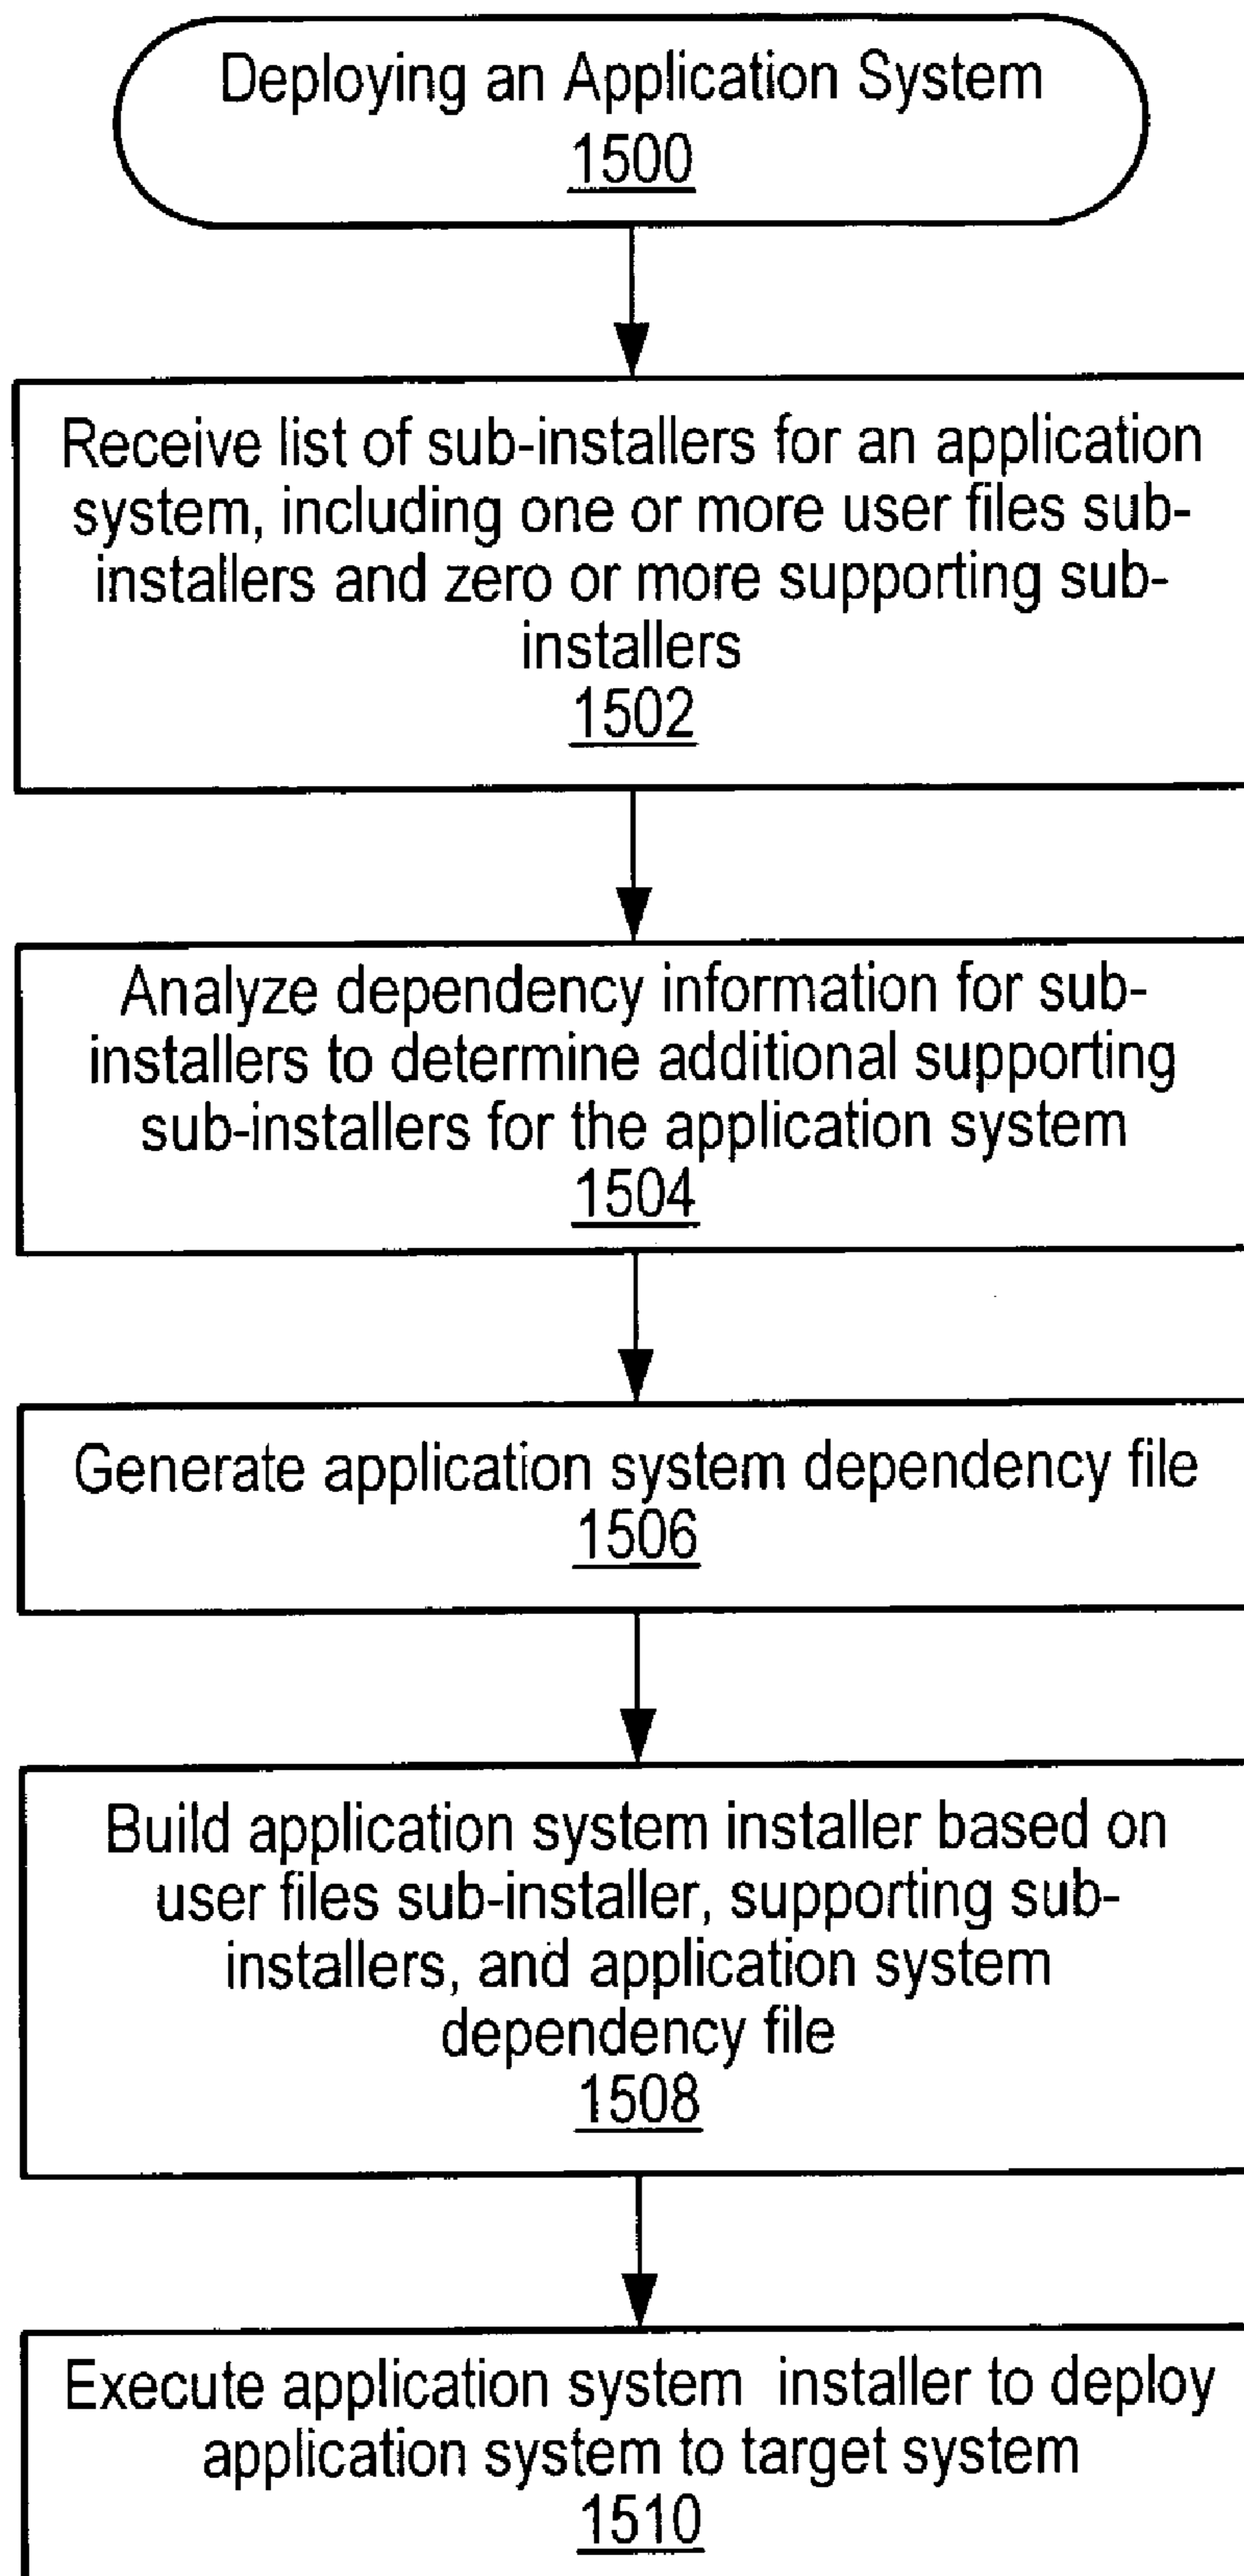 Deploying an Application System
1500
Receive list of sub-installers for an application
system, including one or more user files sub-
installers and zero or more supporting sub-
installers
1502
Analyze dependency information for sub-
installers to determine additional supporting
sub-installers for the application system
1504
Generate application system dependency file
1506
Build application system installer based on
user files sub-installer, supporting sub-
installers, and application system
dependency file
1508
Execute application system installer to deploy
application system to target system
1510